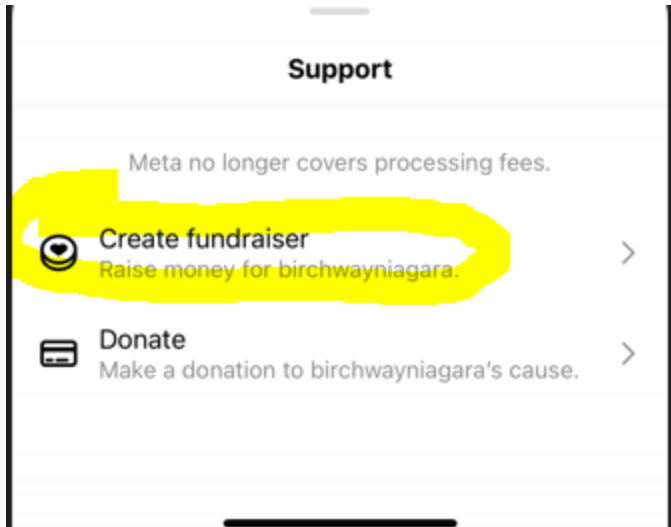 Support
Meta no longer covers processing fees.
Create fundraiser
Raise money for birchwayniagara.
Donate
Make a donation to birchwayniagara's cause.